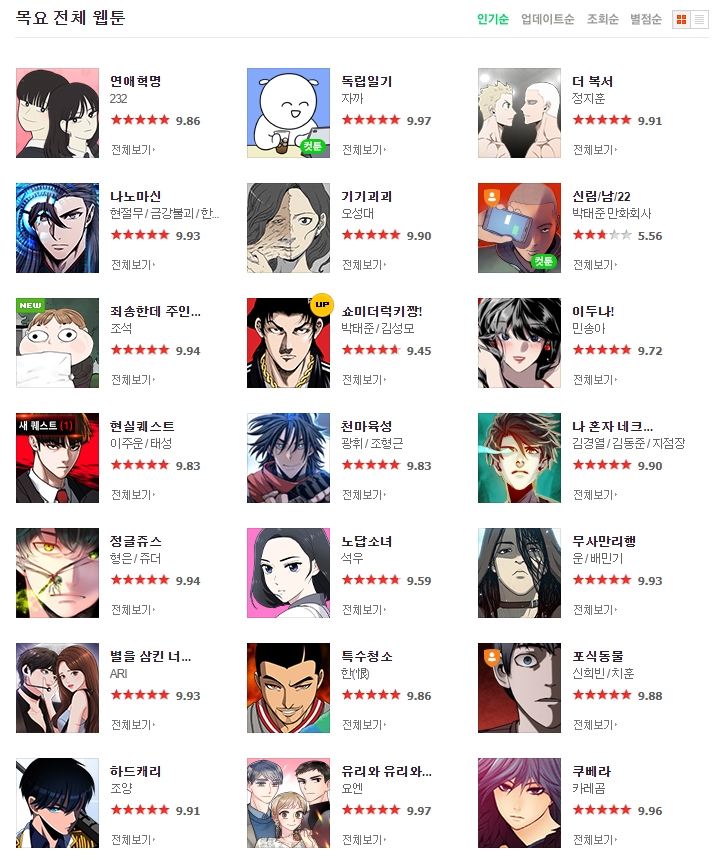 목요 전체 웹툰
인기순 업데이트순 조회순 별점순
연애혁명
232
9.86
전체보기
독립일기
자까
9.97
전체보기
컷툰
더 복서
정지훈
9.91
전체보기
나노마신
현절무 / 금강불괴 / 한...
9.93
전체보기
기기괴괴
오성대
9.90
전체보기
신림/남/22
박태준 만화회사
5.56
전체보기
컷툰
NEW
죄송한데 주인...
조석
9.94
전체보기
UP
쇼미더럭키짱!
박태준 / 김성모
9.45
전체보기
이두나!
민송아
9.72
전체보기
새 퀘스트 (1)
현실퀘스트
이주운 / 태성
9.83
전체보기
천마육성
광휘 / 조형근
9.83
전체보기
나 혼자 네크...
김경열 / 김동준 / 지점장
9.90
전체보기
정글쥬스
형은 / 쥬더
9.94
전체보기
노답소녀
석우
9.59
전체보기
무사만리행
운 / 배민기
9.93
전체보기
별을 삼킨 너...
ARI
9.93
전체보기
특수청소
한(恨)
9.86
전체보기
포식동물
신희빈 / 치훈
9.88
전체보기
하드캐리
조양
9.91
전체보기
유리와 유리와...
요엔
9.97
전체보기
쿠베라
카레곰
9.96
전체보기